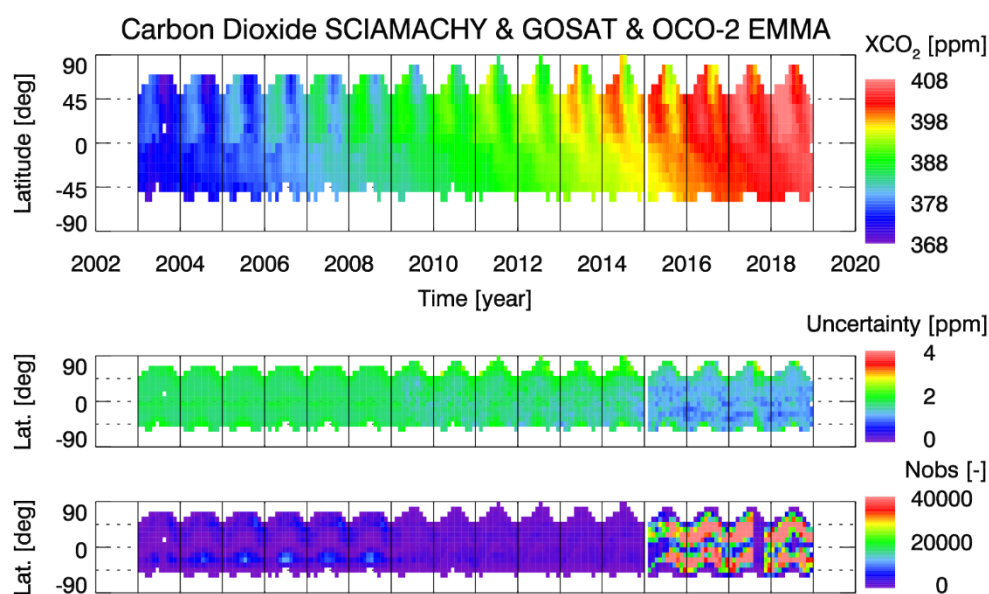 Carbon Dioxide SCIAMACHY & GOSAT & OCO-2 EMMA
XCO₂ [ppm]
Latitude [deg]
90
45
0
-45
-90
408
398
388
378
368
2002 2004 2006 2008 2010 2012 2014 2016 2018 2020
Time [year]
Uncertainty [ppm]
Lat. [deg]
90
0
-90
4
2
0
Nobs [-]
Lat. [deg]
90
0
-90
40000
20000
0